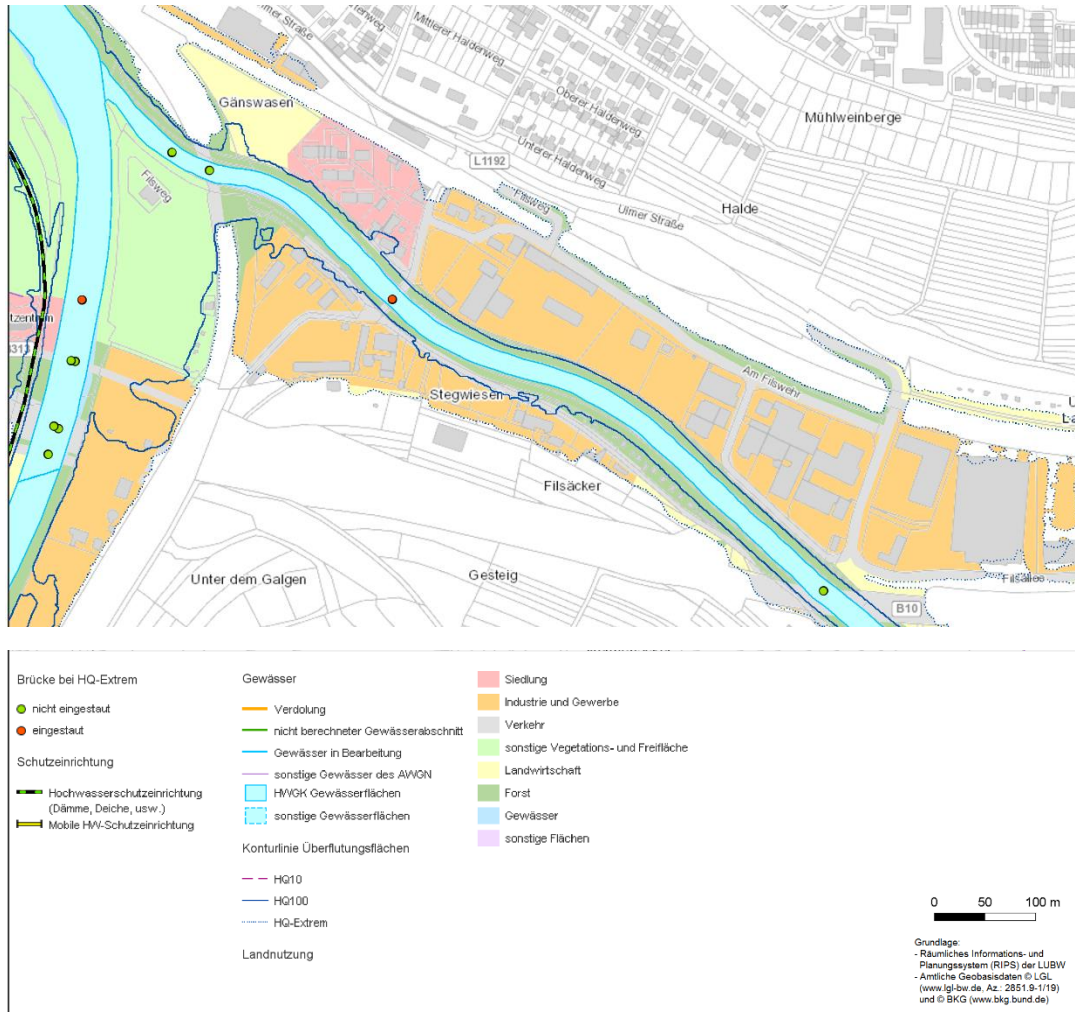 Ulmer Straße
Mittlerer Haldenweg
Gänswasen
Oberer Haldenweg
Mühlweinberge
Unterer Haldenweg
L1192
Filsweg
Filsweg
Ulmer Straße
Halde
tzentrum
Am Filswehr
Stegwiesen
Filsäcker
Unter dem Galgen
Gesteig
Filsallee
B10
Brücke bei HQ-Extrem
nicht eingestaut
eingestaut
Schutzeinrichtung
Hochwasserschutzeinrichtung
(Dämme, Deiche, usw.)
Mobile HW-Schutzeinrichtung
Gewässer
Verdolung
nicht berechneter Gewässerabschnitt
Gewässer in Bearbeitung
sonstige Gewässer des AWGN
HWGK Gewässerflächen
sonstige Gewässerflächen
Konturlinie Überflutungsflächen
HQ10
HQ100
HQ-Extrem
Landnutzung
Siedlung
Industrie und Gewerbe
Verkehr
sonstige Vegetations- und Freifläche
Landwirtschaft
Forst
Gewässer
sonstige Flächen
0 50 100 m
Grundlage:
- Räumliches Informations- und
Planungssystem (RIPS) der LUBW
- Amtliche Geobasisdaten © LGL
(www.lgl-bw.de, Az.: 2851.9-1/19)
und © BKG (www.bkg.bund.de)